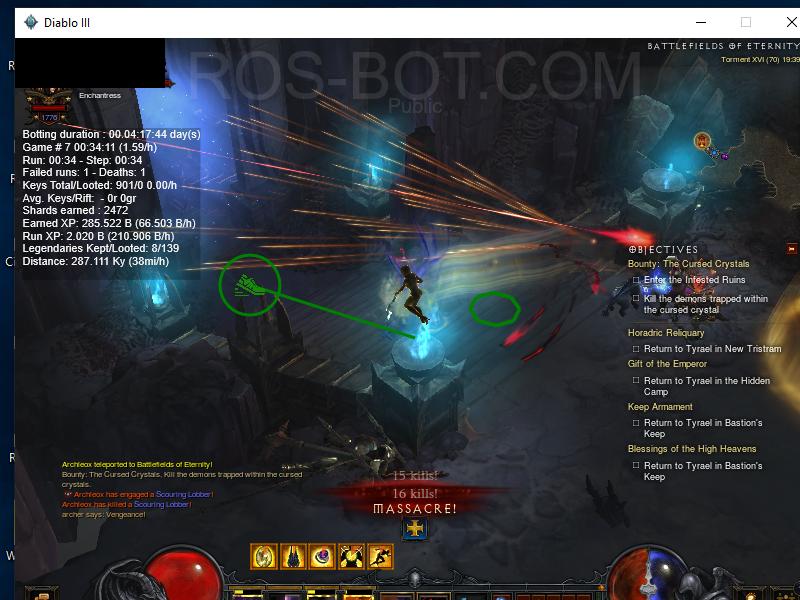 Diablo III
BATTLEFIELDS OF ETERNITY
Torment XVI (70) 19:39
ROS-BOT.COM
Public
Enchantress
1776
Botting duration : 00.04:17:44 day(s)
Game # 7 00:34:11 (1.59/h)
Run: 00:34 - Step: 00:34
Failed runs: 1 - Deaths: 1
Keys Total/Looted: 901/0 0.00/h
Avg. Keys/Rift: - 0r 0gr
Shards earned : 2472
Earned XP: 285.522 B (66.503 B/h)
Run XP: 2.020 B (210.906 B/h)
Legendaries Kept/Looted: 8/139
Distance: 287.111 Ky (38mi/h)
OBJECTIVES
Bounty: The Cursed Crystals
Enter the Infested Ruins
Kill the demons trapped within
the cursed crystal
Horadric Reliquary
Return to Tyrael in New Tristram
Gift of the Emperor
Return to Tyrael in the Hidden
Camp
Keep Armament
Return to Tyrael in Bastion's
Keep
Blessings of the High Heavens
Return to Tyrael in Bastion's
Keep
Archleox teleported to Battlefields of Eternity!
Bounty: The Cursed Crystals, Kill the demons trapped within the cursed
crystals.
Archleox has engaged a Scouring Lobber!
Archleox has killed a Scouring Lobber!
archer says: Vengeance!
15 kills!
16 kills!
MASSACRE!